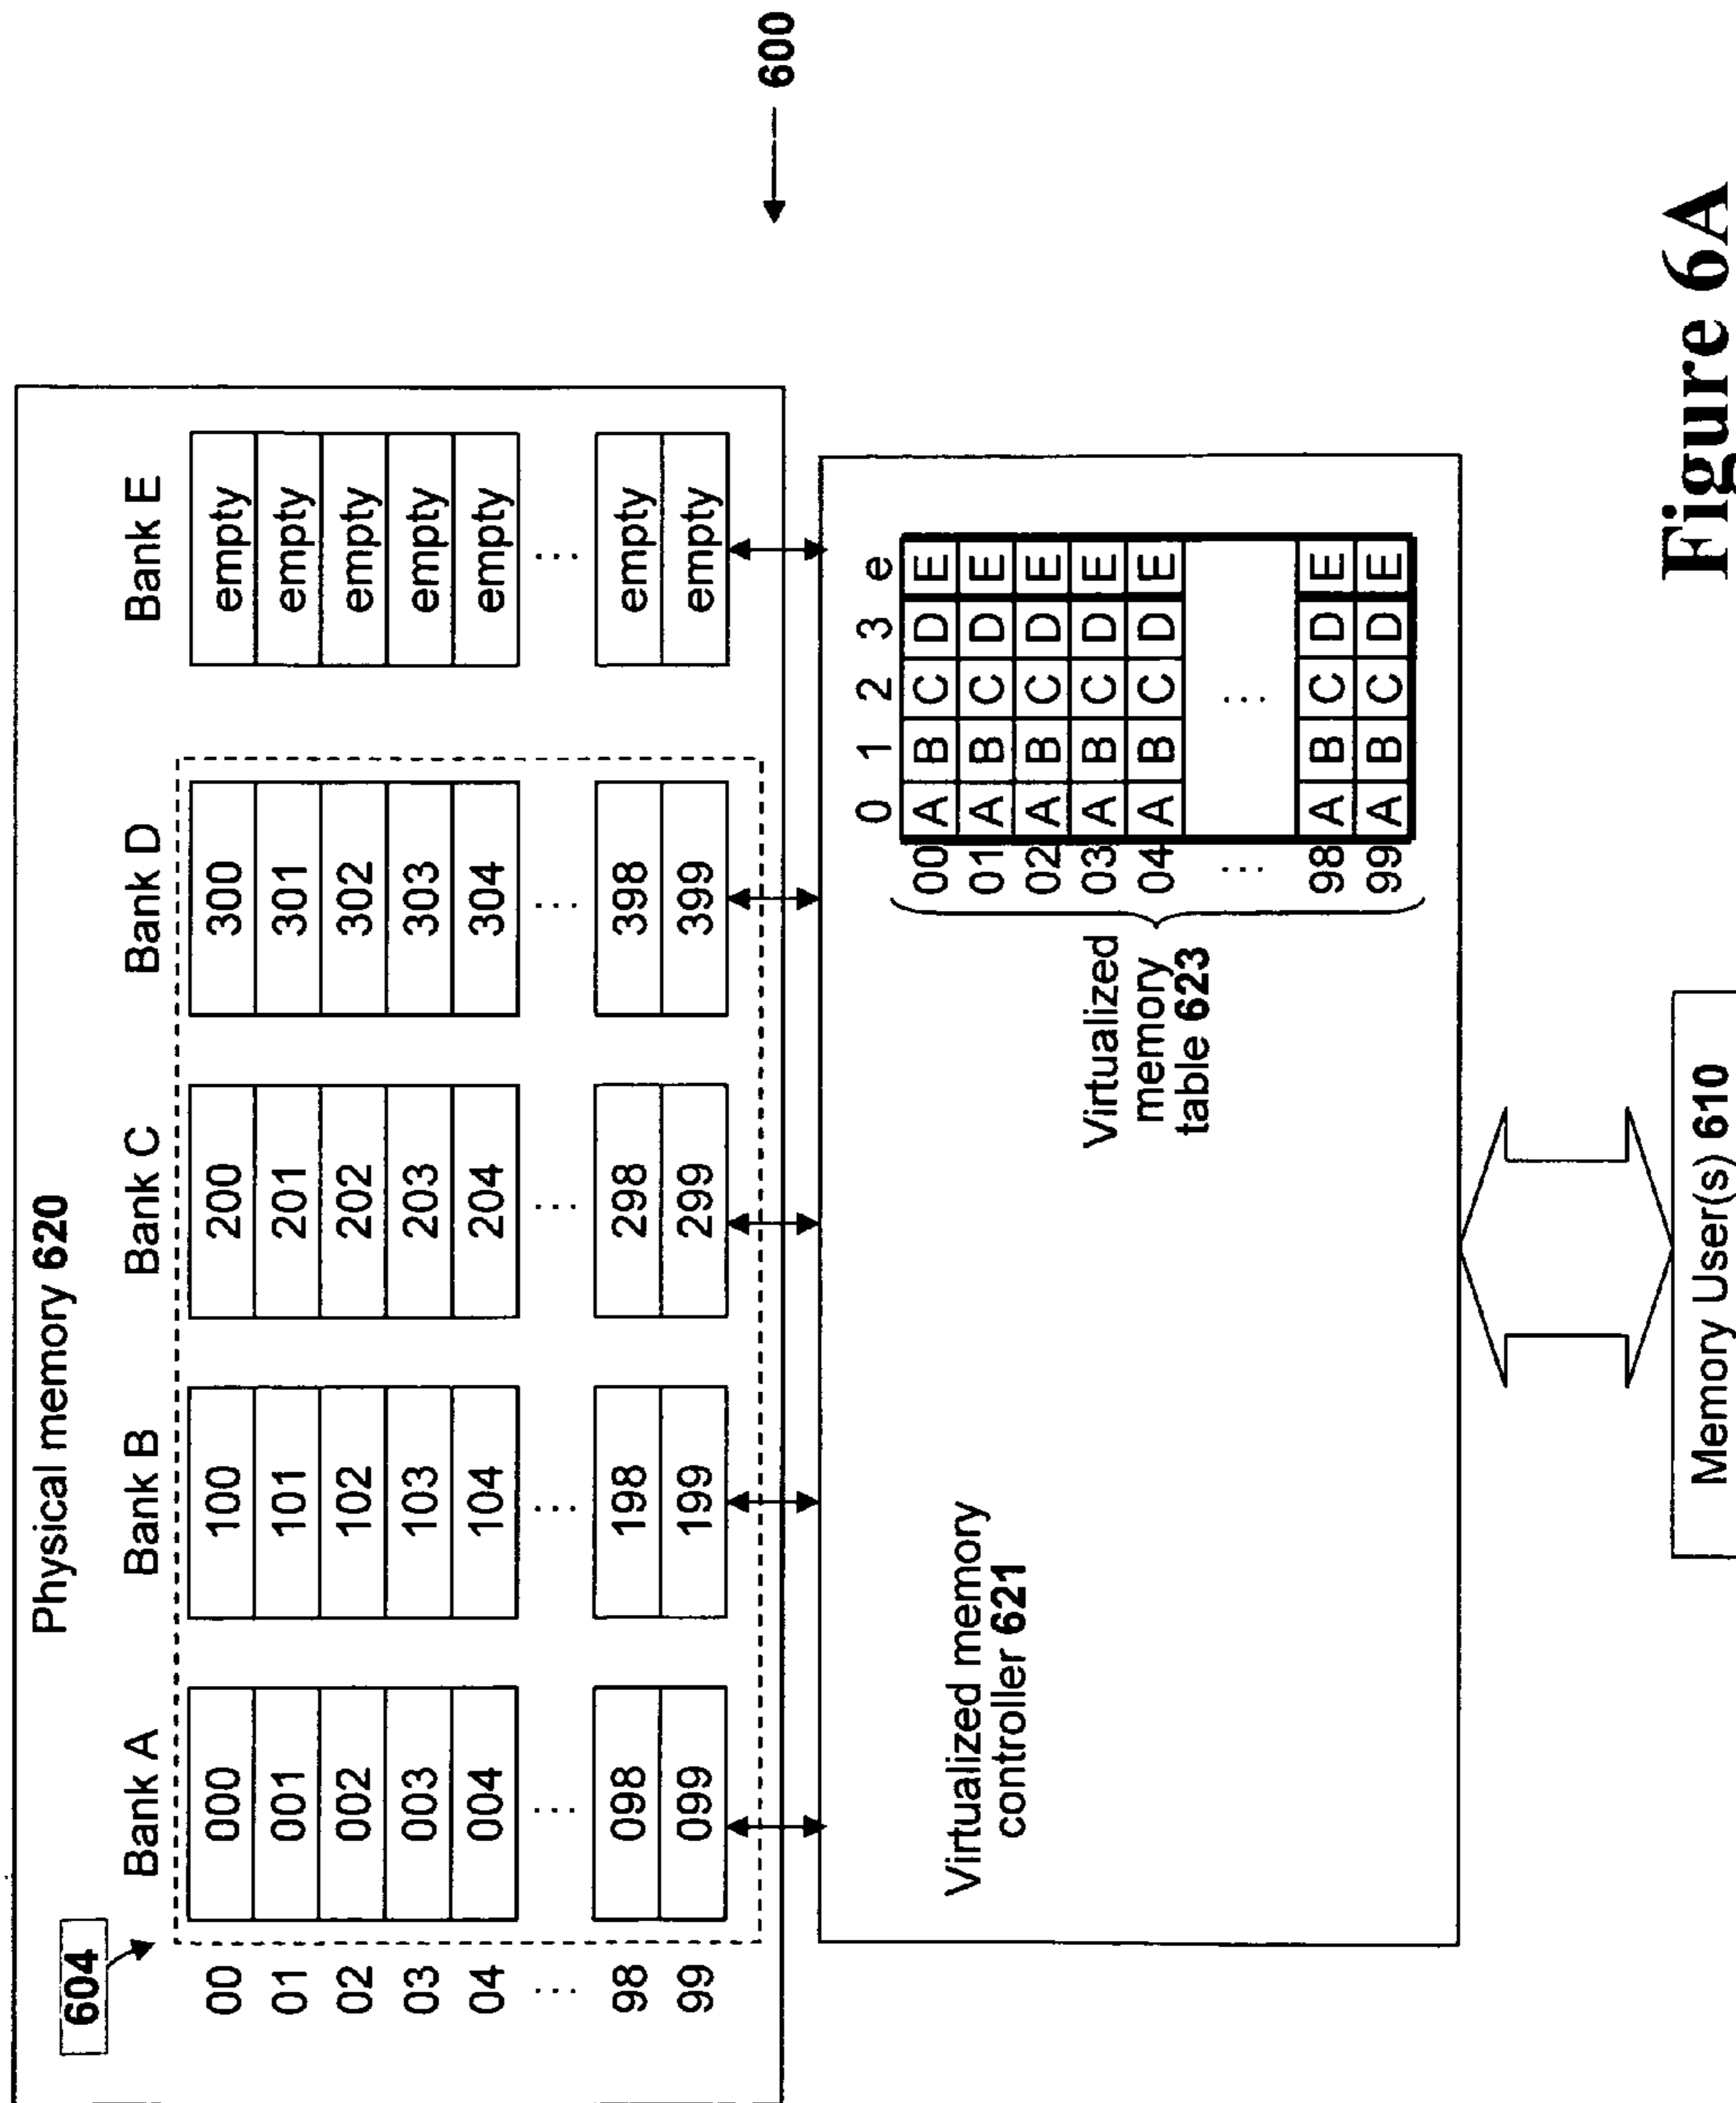 Physical memory 620
604
Bank A Bank B Bank C Bank D Bank E
00 000 100 200 300 empty
01 001 101 201 301 empty
02 002 102 202 302 empty
03 003 103 203 303 empty
04 004 104 204 304 empty
... ... ... ... ... ...
98 098 198 298 398 empty
99 099 199 299 399 empty
600
Virtualized memory
controller 621
Virtualized
memory
table 623
0 1 2 3 e
00 A B C D E
01 A B C D E
02 A B C D E
03 A B C D E
04 A B C D E
... ...
98 A B C D E
99 A B C D E
Memory User(s) 610
Figure 6A